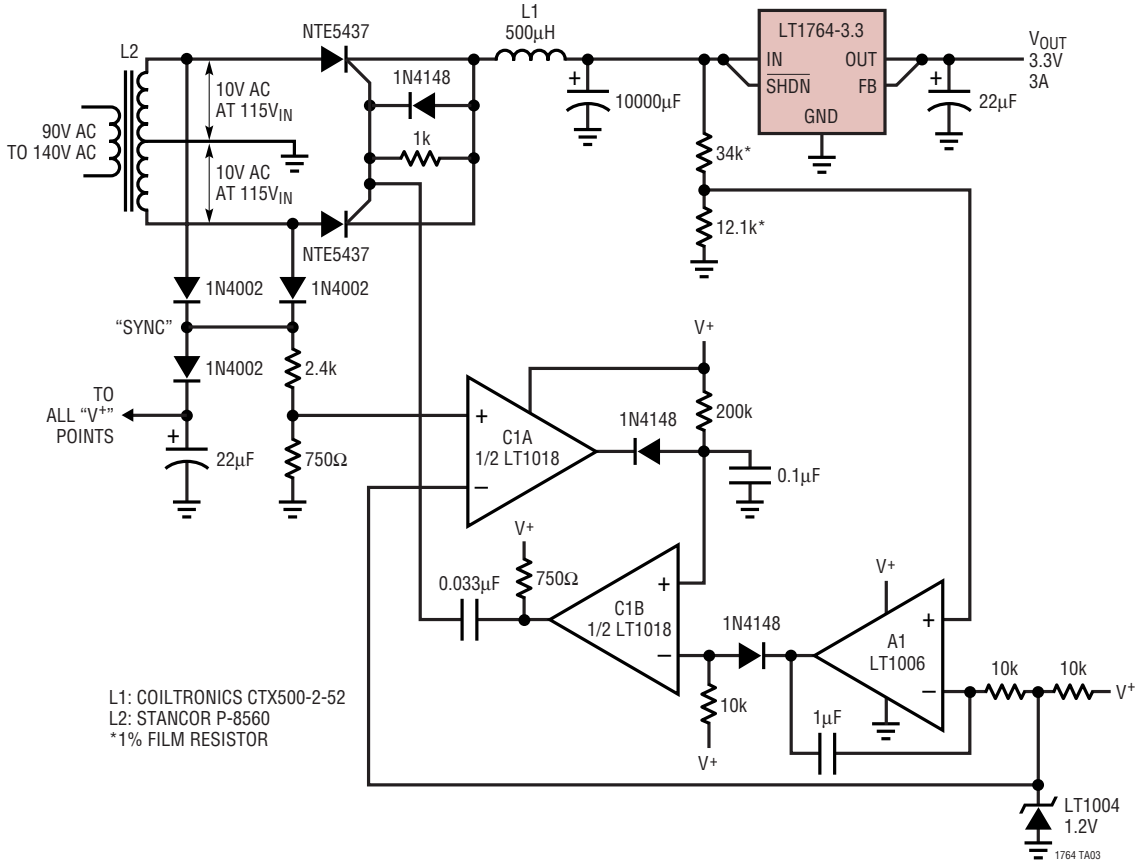 L1
500µH
LT1764-3.3
IN
SHDN
OUT
FB
GND
VOUT
3.3V
3A
NTE5437
L2
1N4148
10V AC
AT 115VIN
10000µF
22µF
90V AC
TO 140V AC
1k
34k*
10V AC
AT 115VIN
12.1k*
NTE5437
1N4002
1N4002
“SYNC”
1N4002
2.4k
V+
TO
ALL “V+”
POINTS
+
C1A
1/2 LT1018
–
1N4148
200k
+
22µF
750Ω
0.1µF
V+
0.033µF
750Ω
+
C1B
1/2 LT1018
–
1N4148
V+
+
A1
LT1006
–
10k
10k
V+
10k
V+
1µF
L1: COILTRONICS CTX500-2-52
L2: STANCOR P-8560
*1% FILM RESISTOR
LT1004
1.2V
1764 TA03
+
+